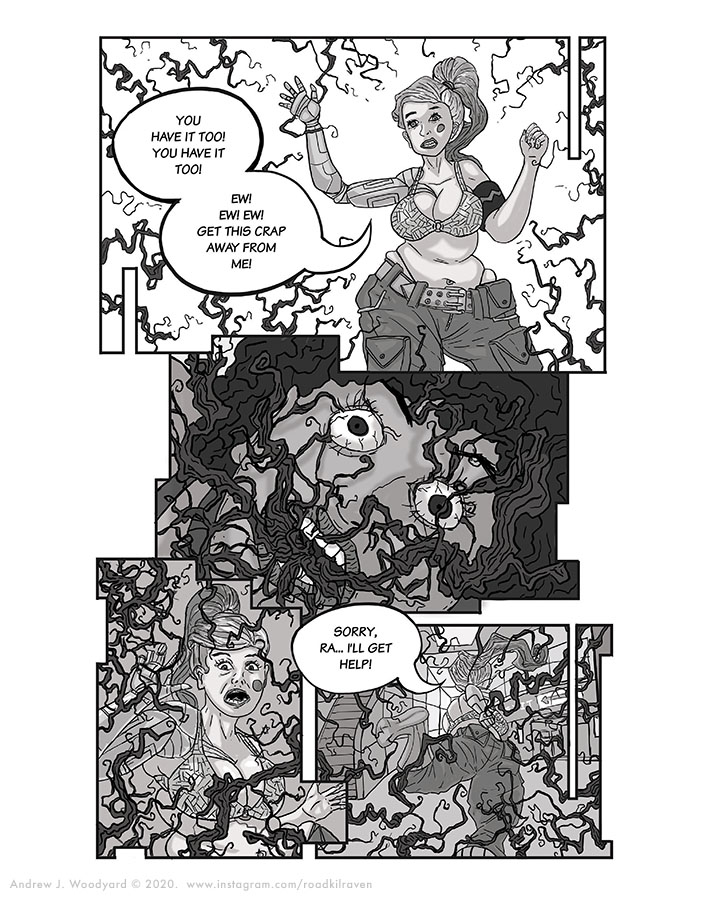 YOU
HAVE IT TOO!
YOU HAVE IT
TOO!
EW!
EW! EW!
GET THIS CRAP
AWAY FROM
ME!
SORRY,
RA... I'LL GET
HELP!
Andrew J. Woodyard © 2020. www.instagram.com/roadkilraven